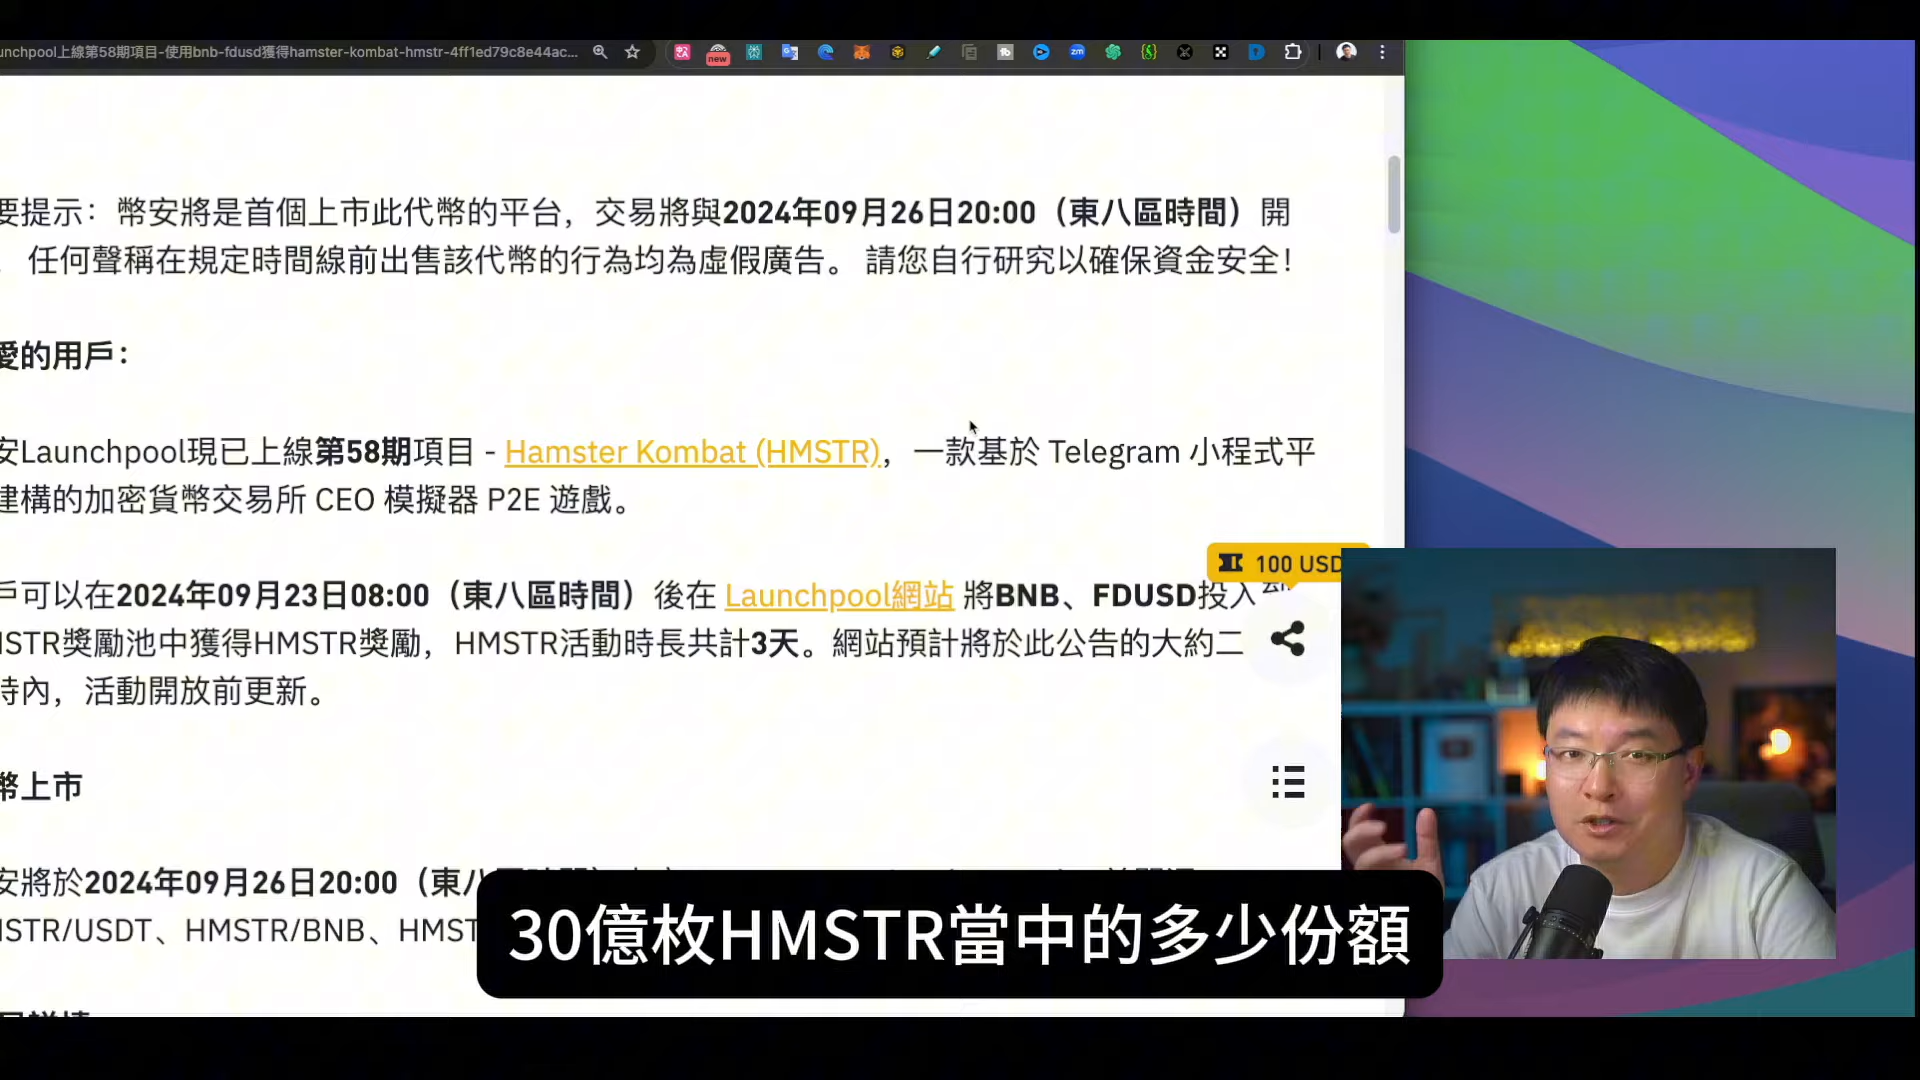 unchpool上線第58期項目-使用bnb-fdusd獲得hamster-kombat-hmstr-4ff1ed79c8e44ac...
new
要提示：幣安將是首個上市此代幣的平台，交易將與2024年09月26日20:00（東八區時間）開
任何聲稱在規定時間線前出售該代幣的行為均為虛假廣告。 請您自行研究以確保資金安全！
愛的用戶：
安Launchpool現已上線第58期項目 - Hamster Kombat (HMSTR)，一款基於 Telegram 小程式平
建構的加密貨幣交易所 CEO 模擬器 P2E 遊戲。
100 USD
戶可以在2024年09月23日08:00（東八區時間）後在 Launchpool網站 將BNB、FDUSD投入
MSTR獎勵池中獲得HMSTR獎勵，HMSTR活動時長共計3天。網站預計將於此公告的大約二
時內，活動開放前更新。
幣上市
安將於2024年09月26日20:00（東八
MSTR/USDT、HMSTR/BNB、HMST
30億枚HMSTR當中的多少份額